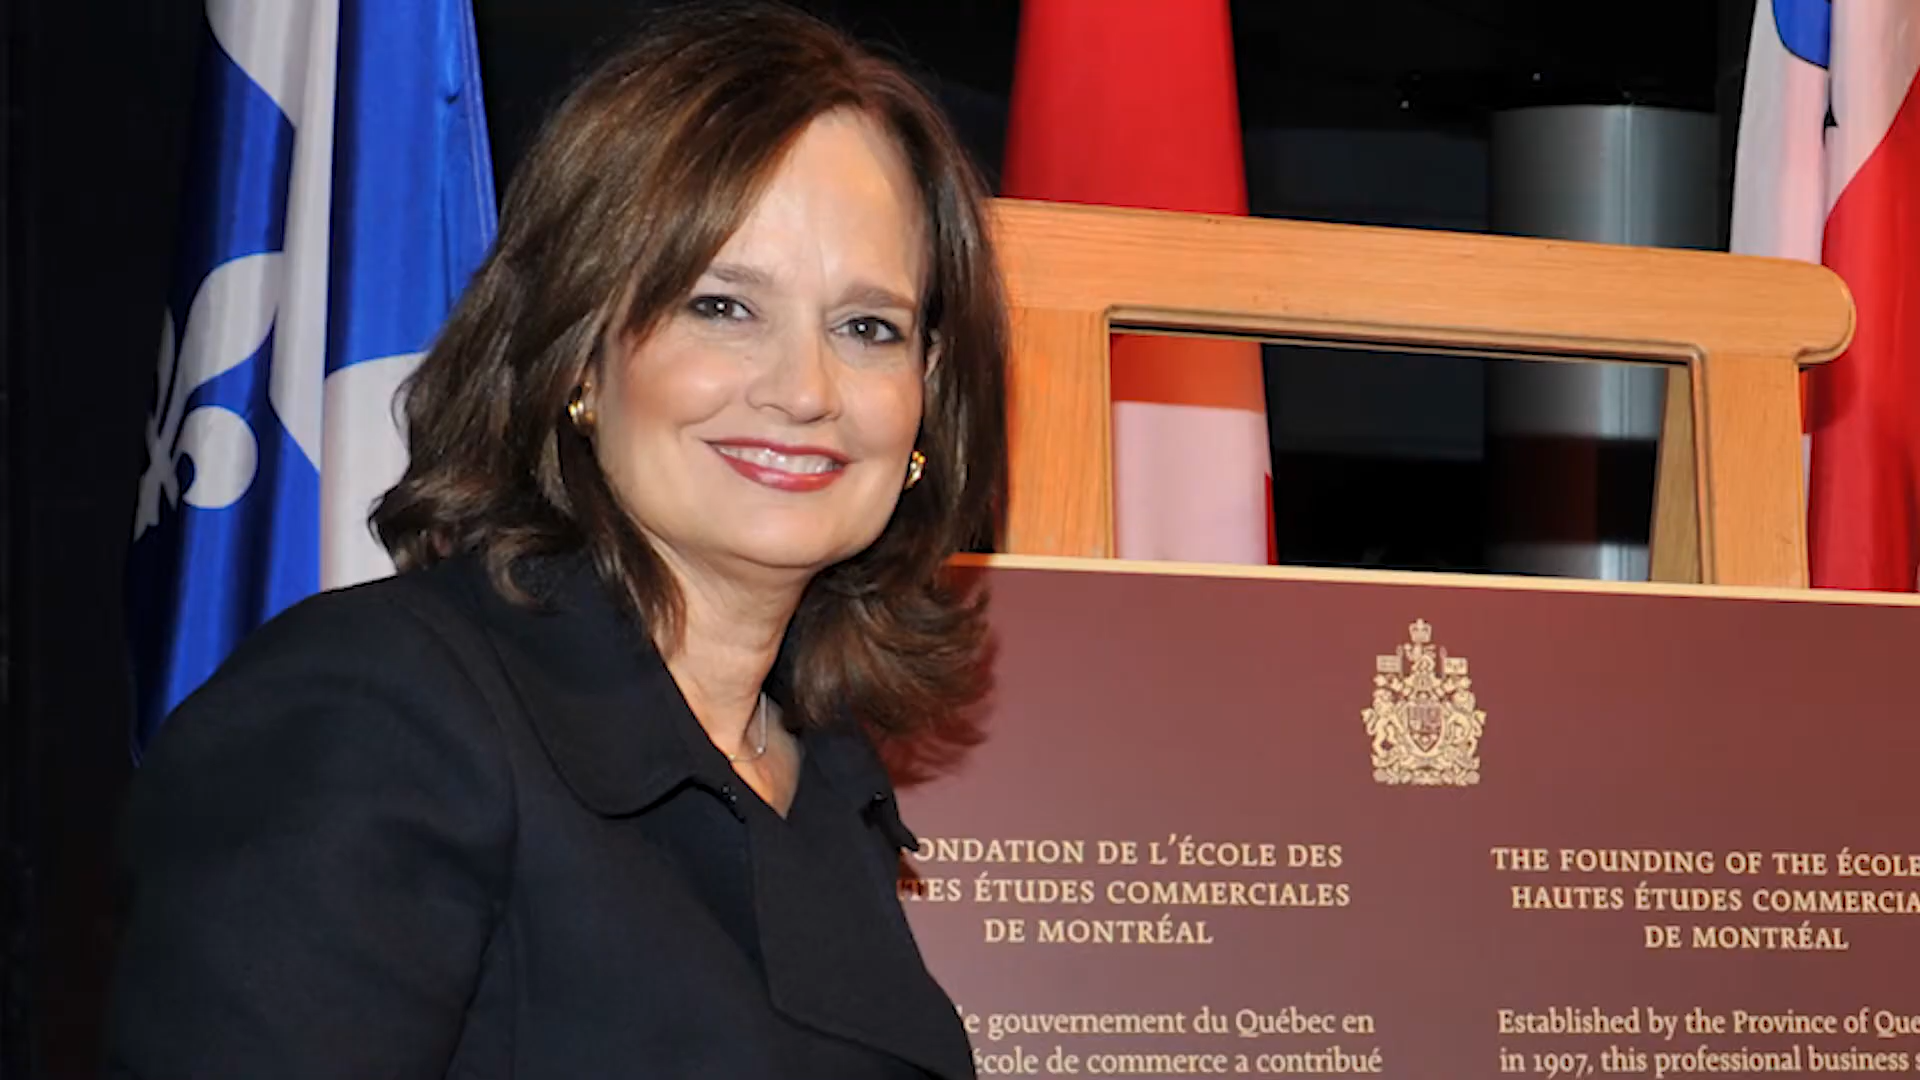 ONDATION DE L'ÉCOLE DES
TES ÉTUDES COMMERCIALES
DE MONTRÉAL
gouvernement du Québec en
école de commerce a contribué
THE FOUNDING OF THE ÉCOLE
HAUTES ÉTUDES COMMERCIA
DE MONTRÉAL
Established by the Province of Que
in 1907, this professional business